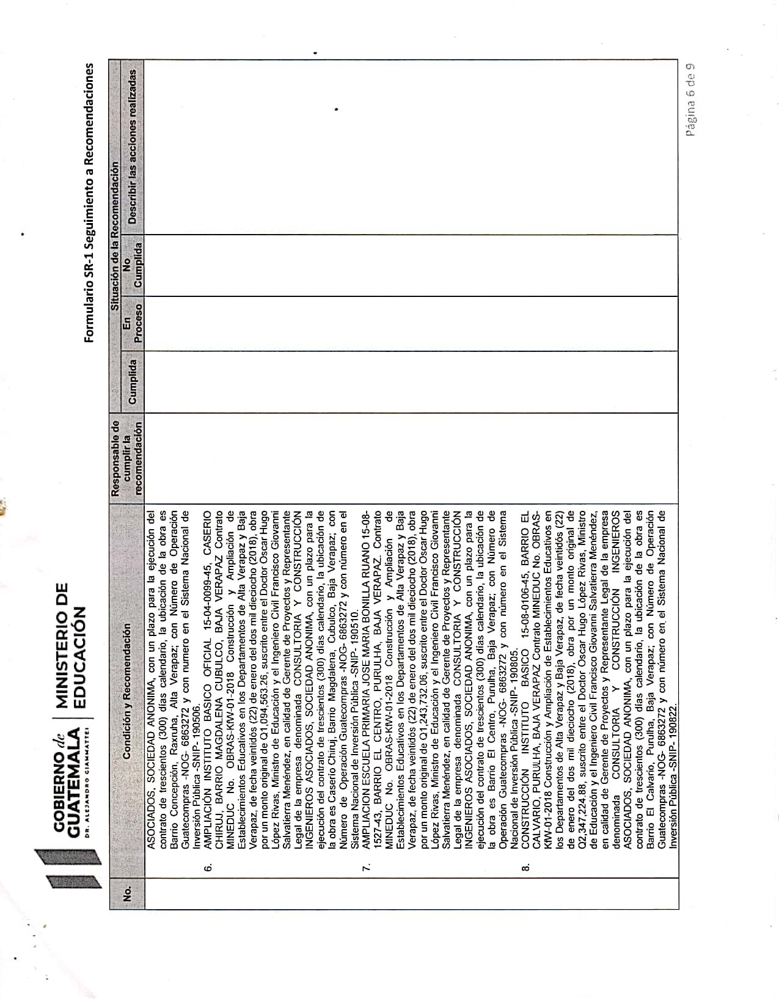 GOBIERNO de
GUATEMALA
DR. ALEJANDRO GIAMMATTEI
MINISTERIO DE
EDUCACIÓN
Formulario SR-1 Seguimiento a Recomendaciones
No.
Condición y Recomendación
Responsable de
cumplir la
recomendación
Situación de la Recomendación
Cumplida
En
Proceso
No
Cumplida
Describir las acciones realizadas
ASOCIADOS, SOCIEDAD ANONIMA, con un plazo para la ejecución del
contrato de trescientos (300) días calendario, la ubicación de la obra es
Barrio Concepción, Raxruha, Alta Verapaz; con Número de Operación
Guatecompras -NOG- 6863272 y con numero en el Sistema Nacional de
Inversión Pública -SNIP- 190506.
6. AMPLIACIÓN INSTITUTO BASICO OFICIAL 15-04-0099-45, CASERIO
CHIRUJ, BARRIO MAGDALENA CUBULCO, BAJA VERAPAZ Contrato
MINEDUC No. OBRAS-KW-01-2018 Construcción y Ampliación de
Establecimientos Educativos en los Departamentos de Alta Verapaz y Baja
Verapaz, de fecha veintidós (22) de enero del dos mil dieciocho (2018), obra
por un monto original de Q1,094,563.26, suscrito entre el Doctor Oscar Hugo
López Rivas, Ministro de Educación y el Ingeniero Civil Francisco Giovanni
Salvatierra Menéndez, en calidad de Gerente de Proyectos y Representante
Legal de la empresa denominada CONSULTORIA Y CONSTRUCCIÓN
INGENIEROS ASOCIADOS, SOCIEDAD ANONIMA, con un plazo para la
ejecución del contrato de trescientos (300) días calendario, la ubicación de
la obra es Caserío Chiruj, Barrio Magdalena, Cubulco, Baja Verapaz; con
Número de Operación Guatecompras -NOG- 6863272 y con número en el
Sistema Nacional de Inversión Pública -SNIP- 190510.
7. AMPLIACION ESCUELA PRIMARIA JOSE MARIA BONILLA RUANO 15-08-
1527-43, BARRIO EL CENTRO, PURULHA, BAJA VERAPAZ. Contrato
MINEDUC No. OBRAS-KW-01-2018 Construcción y Ampliación de
Establecimientos Educativos en los Departamentos de Alta Verapaz y Baja
Verapaz, de fecha veintidós (22) de enero del dos mil dieciocho (2018), obra
por un monto original de Q1,243,732.06, suscrito entre el Doctor Oscar Hugo
López Rivas, Ministro de Educación y el Ingeniero Civil Francisco Giovanni
Salvatierra Menéndez, en calidad de Gerente de Proyectos y Representante
Legal de la empresa denominada CONSULTORIA Y CONSTRUCCIÓN
INGENIEROS ASOCIADOS, SOCIEDAD ANONIMA, con un plazo para la
ejecución del contrato de trescientos (300) días calendario, la ubicación de
la obra es Barrio El Centro, Purulha, Baja Verapaz; con Número de
Operación Guatecompras -NOG- 6863272 y con número en el Sistema
Nacional de Inversión Pública -SNIP- 190805.
8. CONSTRUCCIÓN INSTITUTO BASICO 15-08-0106-45, BARRIO EL
CALVARIO, PURULHA, BAJA VERAPAZ Contrato MINEDUC No. OBRAS-
KW-01-2018 Construcción y Ampliación de Establecimientos Educativos en
los Departamentos de Alta Verapaz y Baja Verapaz, de fecha veintidós (22)
de enero del dos mil dieciocho (2018), obra por un monto original de
Q2,347,224.88, suscrito entre el Doctor Oscar Hugo López Rivas, Ministro
de Educación y el Ingeniero Civil Francisco Giovanni Salvatierra Menéndez,
en calidad de Gerente de Proyectos y Representante Legal de la empresa
denominada CONSULTORIA Y CONSTRUCCIÓN INGENIEROS
ASOCIADOS, SOCIEDAD ANONIMA, con un plazo para la ejecución del
contrato de trescientos (300) días calendario, la ubicación de la obra es
Barrio El Calvario, Purulha, Baja Verapaz; con Número de Operación
Guatecompras -NOG- 6863272 y con número en el Sistema Nacional de
Inversión Pública -SNIP- 190822.
Página 6 de 9